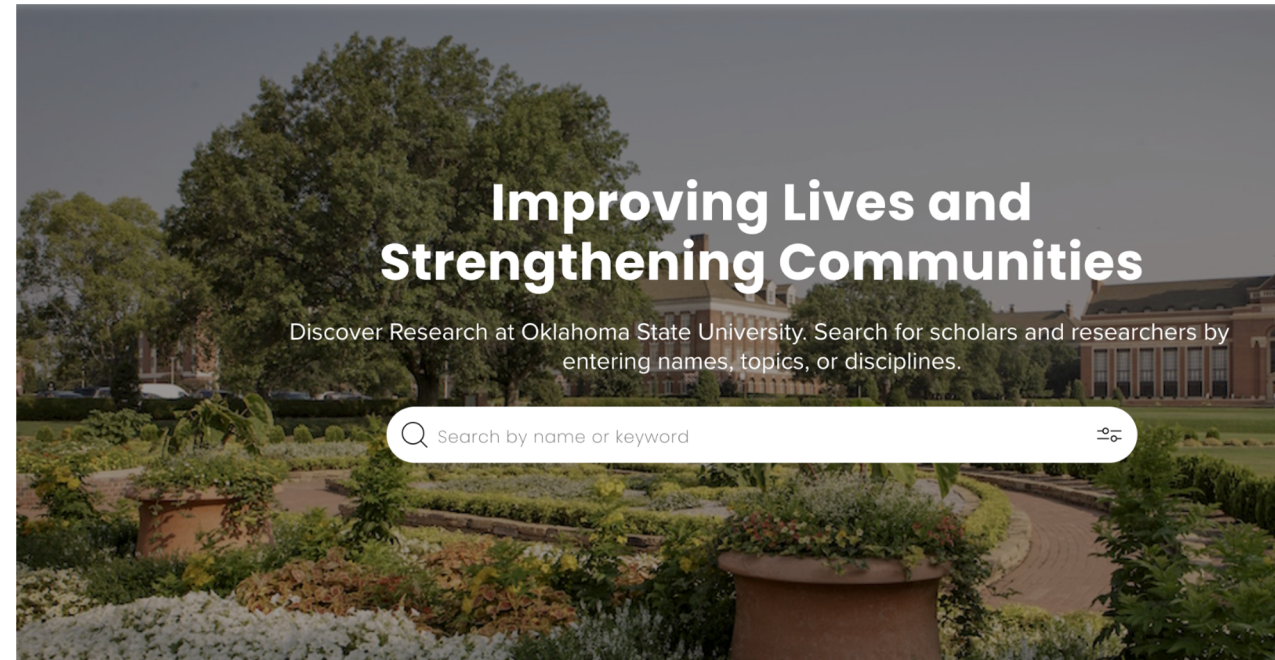 Improving Lives and
Strengthening Communities
Discover Research at Oklahoma State University. Search for scholars and researchers by
entering names, topics, or disciplines.
Search by name or keyword